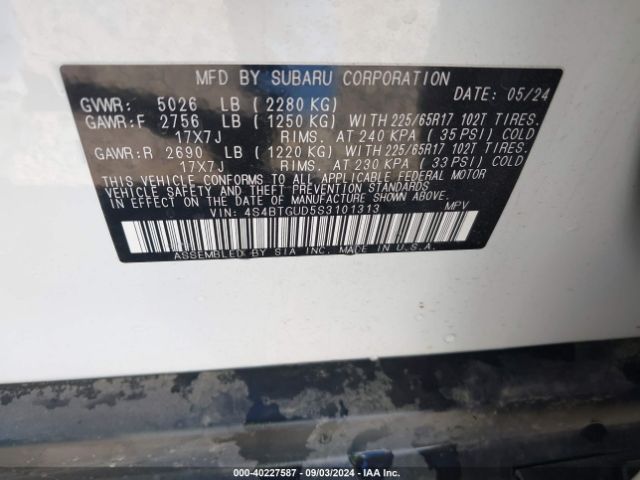 MFD BY SUBARU CORPORATION
DATE: 05/24
GVWR: 5026 LB (2280 KG)
GAWR:F 2756 LB (1250 KG) WITH 225/65R17 102T TIRES.
17X7J RIMS. AT 240 KPA (35 PSI) COLD
GAWR:R 2690 LB (1220 KG) WITH 225/65R17 102T TIRES.
17X7J RIMS. AT 230 KPA (33 PSI) COLD
THIS VEHICLE CONFORMS TO ALL APPLICABLE FEDERAL MOTOR
VEHICLE SAFETY AND THEFT PREVENTION STANDARDS
IN EFFECT ON THE DATE OF MANUFACTURE SHOWN ABOVE.
VIN: 4S4BTGUD5S3101313 MPV
ASSEMBLED BY SIA INC. MADE IN U.S.A.
000-40227587 - 09/03/2024 - IAA Inc.